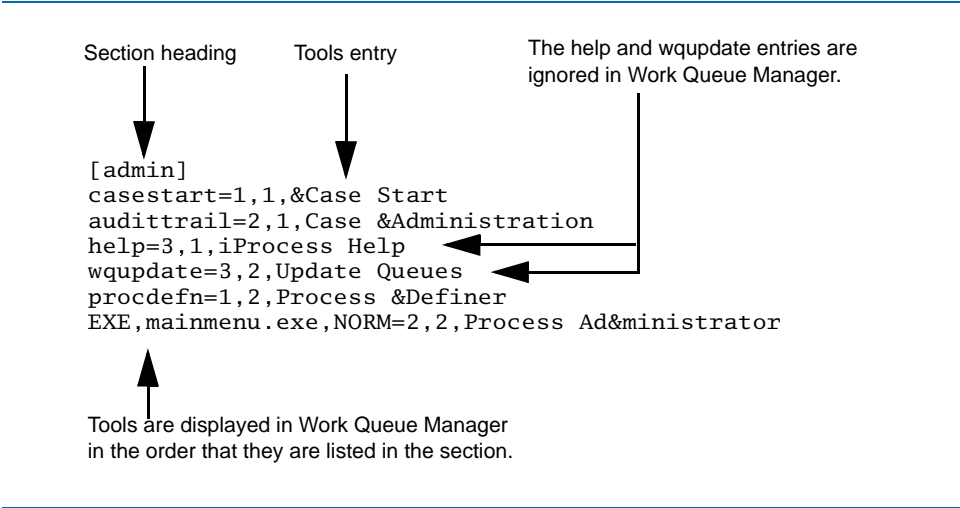 Section heading
Tools entry
The help and wqupdate entries are
ignored in Work Queue Manager.
[admin]
casestart=1,1,&Case Start
audittrail=2,1,Case &Administration
help=3,1,iProcess Help
wqupdate=3,2,Update Queues
procdefn=1,2,Process &Definer
EXE,mainmenu.exe,NORM=2,2,Process Ad&ministrator
Tools are displayed in Work Queue Manager
in the order that they are listed in the section.